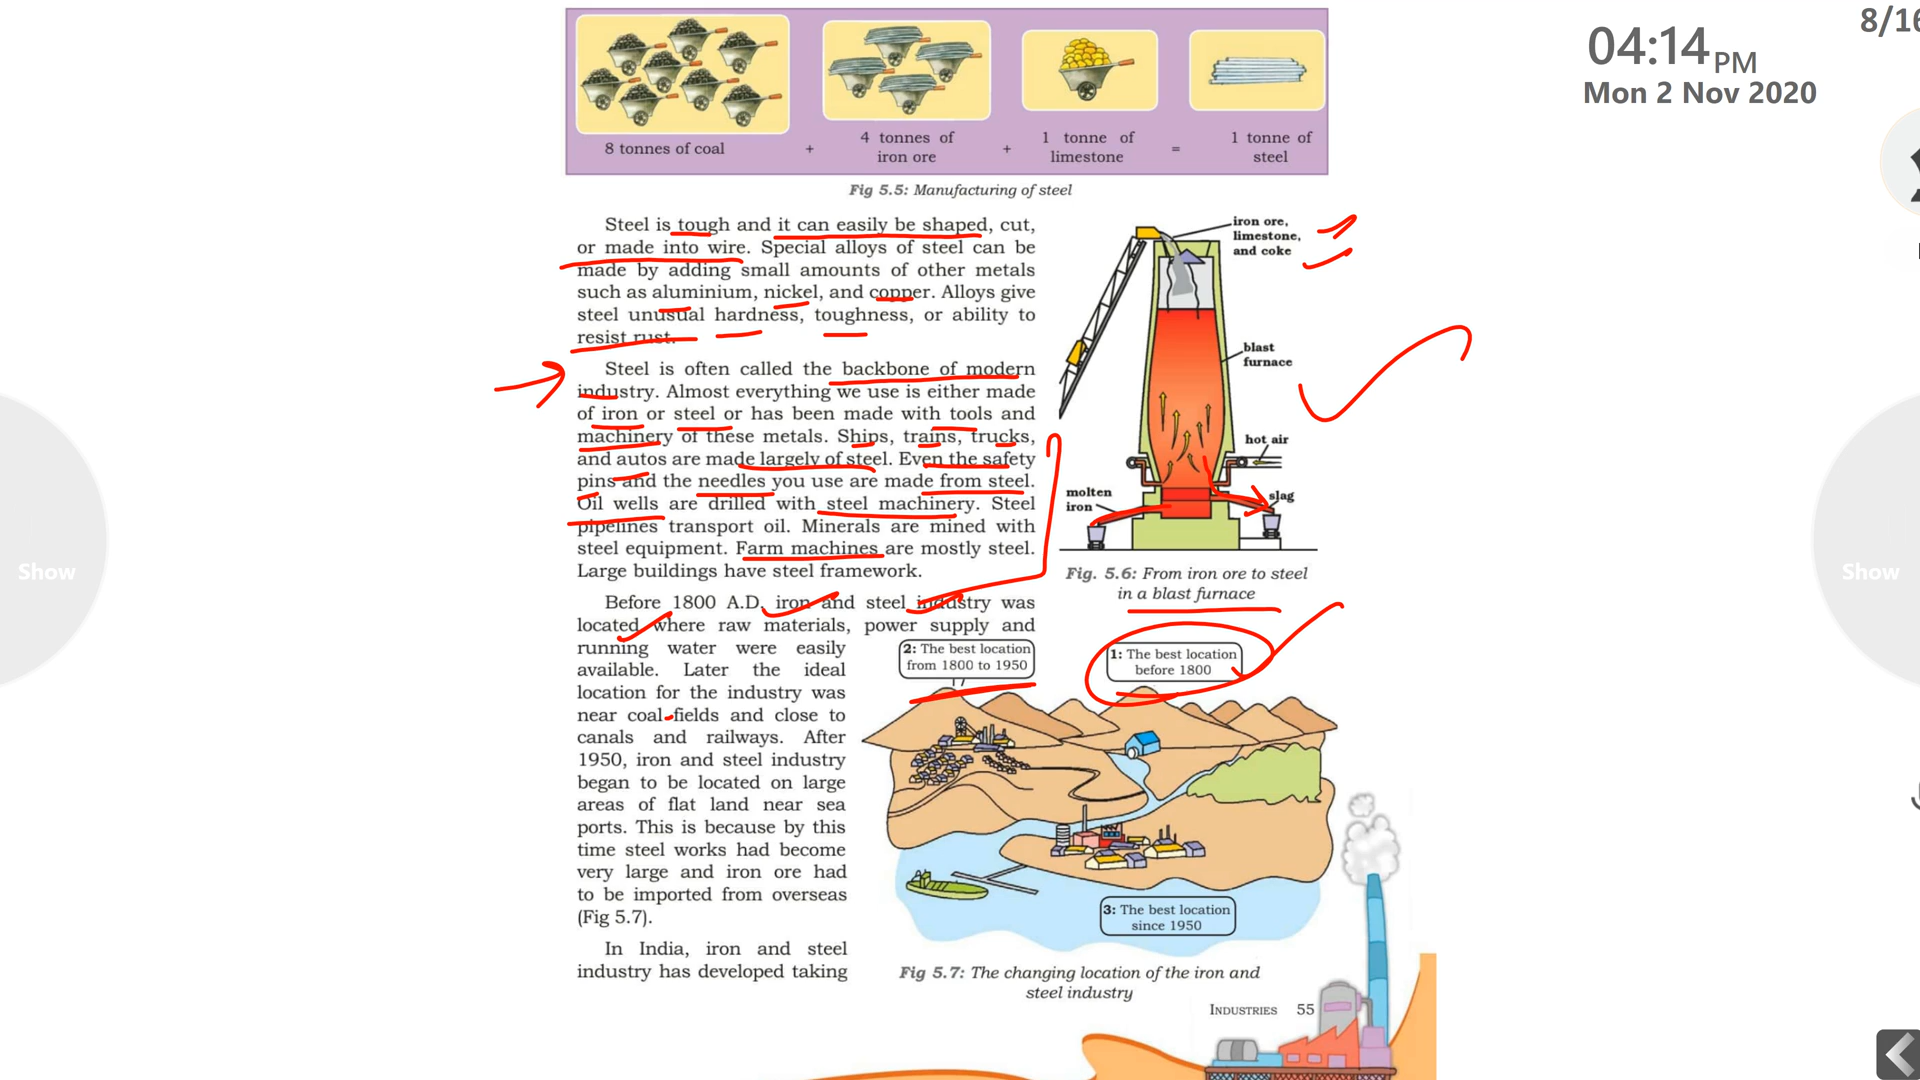 04:14 PM
Mon 2 Nov 2020
8 tonnes of coal + 4 tonnes of iron ore + 1 tonne of limestone = 1 tonne of steel
Fig 5.5: Manufacturing of steel
Steel is tough and it can easily be shaped, cut,
or made into wire. Special alloys of steel can be
made by adding small amounts of other metals
such as aluminium, nickel, and copper. Alloys give
steel unusual hardness, toughness, or ability to
resist rust.
Steel is often called the backbone of modern
industry. Almost everything we use is either made
of iron or steel or has been made with tools and
machinery of these metals. Ships, trains, trucks,
and autos are made largely of steel. Even the safety
pins and the needles you use are made from steel.
Oil wells are drilled with steel machinery. Steel
pipelines transport oil. Minerals are mined with
steel equipment. Farm machines are mostly steel.
Large buildings have steel framework.
Before 1800 A.D. iron and steel industry was
located where raw materials, power supply and
running water were easily
available. Later the ideal
location for the industry was
near coal fields and close to
canals and railways. After
1950, iron and steel industry
began to be located on large
areas of flat land near sea
ports. This is because by this
time steel works had become
very large and iron ore had
to be imported from overseas
(Fig 5.7).
In India, iron and steel
industry has developed taking
iron ore,
limestone,
and coke
blast
furnace
hot air
molten
iron
slag
Fig. 5.6: From iron ore to steel
in a blast furnace
2: The best location
from 1800 to 1950
1: The best location
before 1800
3: The best location
since 1950
Fig 5.7: The changing location of the iron and
steel industry
INDUSTRIES 55
Show
Show